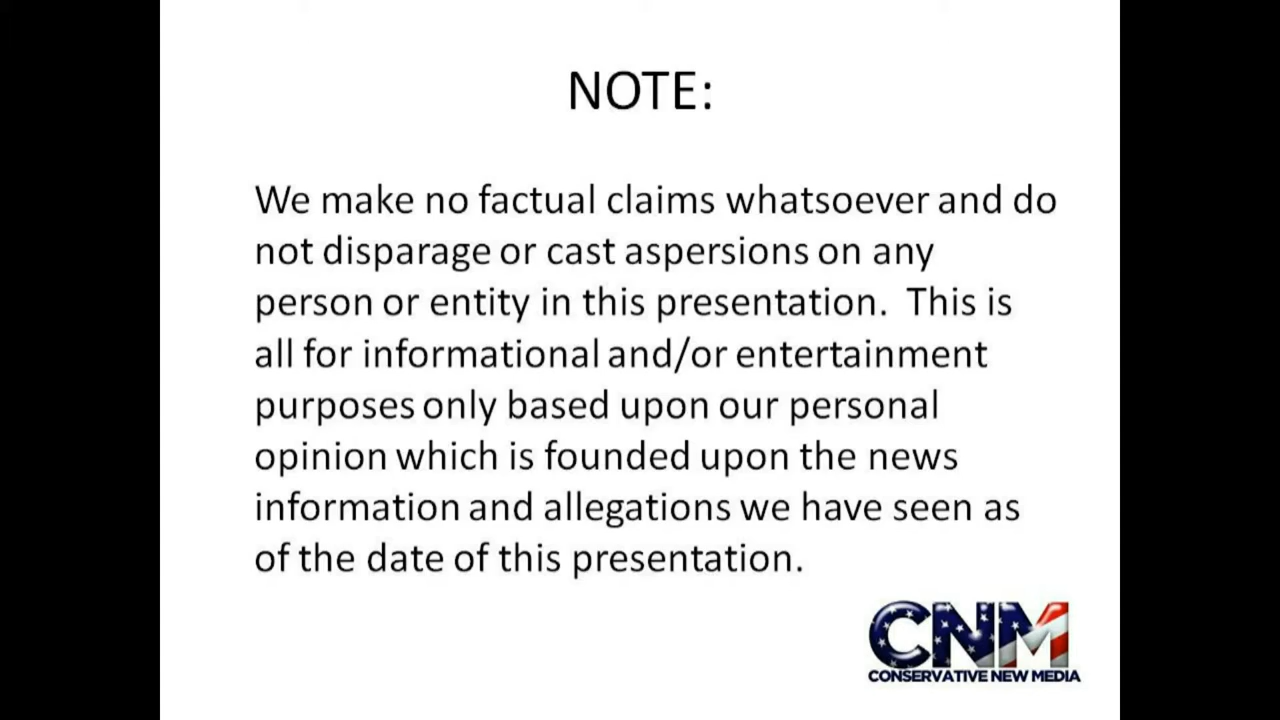 NOTE:
We make no factual claims whatsoever and do
not disparage or cast aspersions on any
person or entity in this presentation.  This is
all for informational and/or entertainment
purposes only based upon our personal
opinion which is founded upon the news
information and allegations we have seen as
of the date of this presentation.
CNM
CONSERVATIVE NEW MEDIA